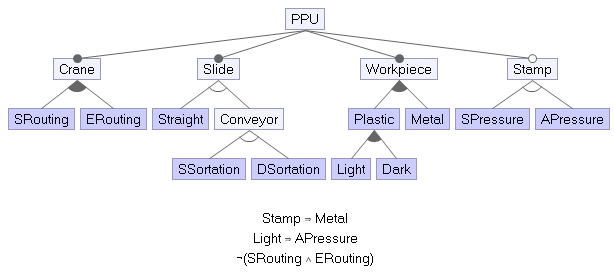 PPU
Crane Slide Workpiece Stamp
SRouting ERouting Straight Conveyor Plastic Metal SPressure APressure
SSortation DSortation Light Dark
Stamp ⇒ Metal
Light ⇒ APressure
¬(SRouting ∧ ERouting)